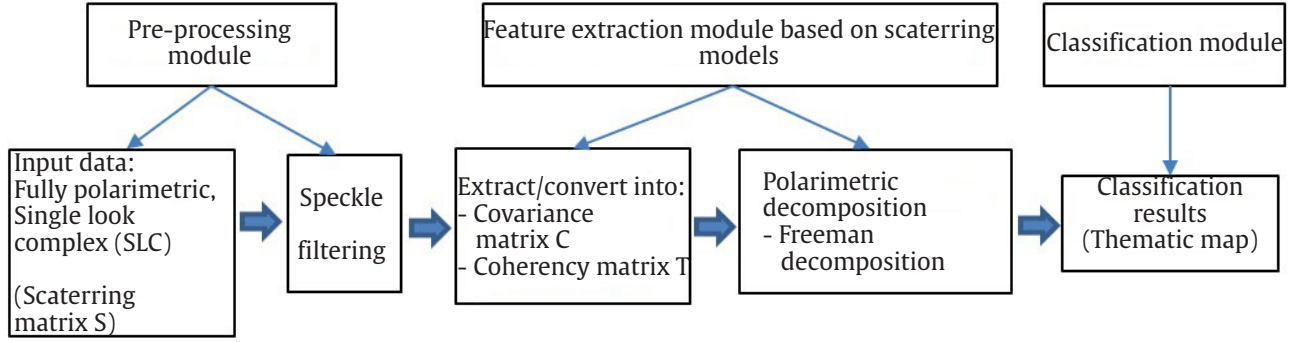 Pre-processing
module
Feature extraction module based on scaterring
models
Classification module
Input data:
Fully polarimetric,
Single look
complex (SLC)
(Scaterring
matrix S)
Speckle
filtering
Extract/convert into:
- Covariance
matrix C
- Coherency matrix T
Polarimetric
decomposition
- Freeman
decomposition
Classification
results
(Thematic map)